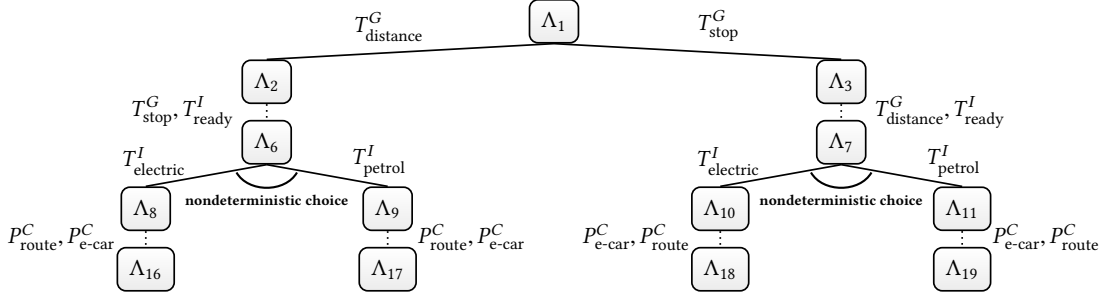 Λ1
T^G_distance
T^G_stop
Λ2
Λ3
T^G_stop, T^I_ready
T^G_distance, T^I_ready
Λ6
Λ7
T^I_electric
T^I_petrol
T^I_electric
T^I_petrol
nondeterministic choice
nondeterministic choice
Λ8
Λ9
Λ10
Λ11
P^C_route, P^C_e-car
P^C_route, P^C_e-car
P^C_e-car, P^C_route
P^C_e-car, P^C_route
Λ16
Λ17
Λ18
Λ19